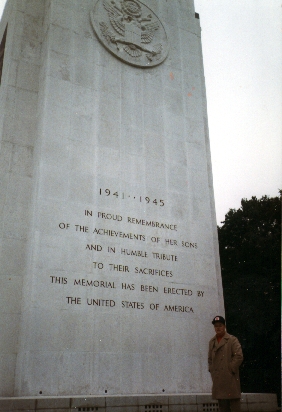 1941··1945
IN PROUD REMEMBRANCE
OF THE ACHIEVEMENTS OF HER SONS
AND IN HUMBLE TRIBUTE
TO THEIR SACRIFICES
THIS MEMORIAL HAS BEEN ERECTED BY
THE UNITED STATES OF AMERICA